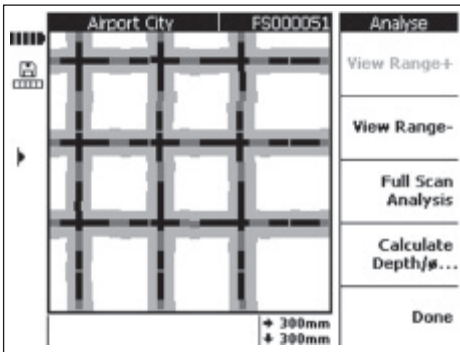 Airport City FS000051 Analyse
View Range+
View Range-
Full Scan
Analysis
Calculate
Depth/ø...
Done
→ 300mm
↓ 300mm